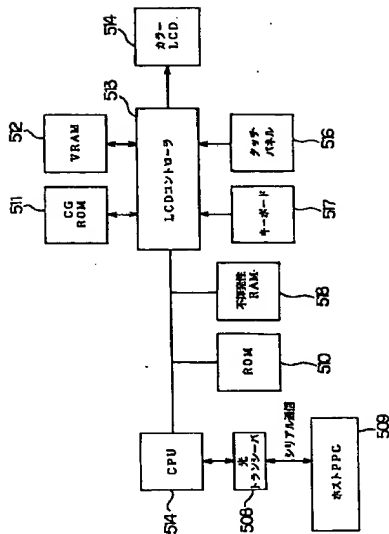 514
カラー
LCD
513
512
VRAM
LCDコントローラ
511
CG
ROM
タッチ
パネル
516
キーボード
517
不揮発性
RAM
518
ROM
510
CPU
514
光
トランシーバ
508
シリアル通信
ホストPPC
509